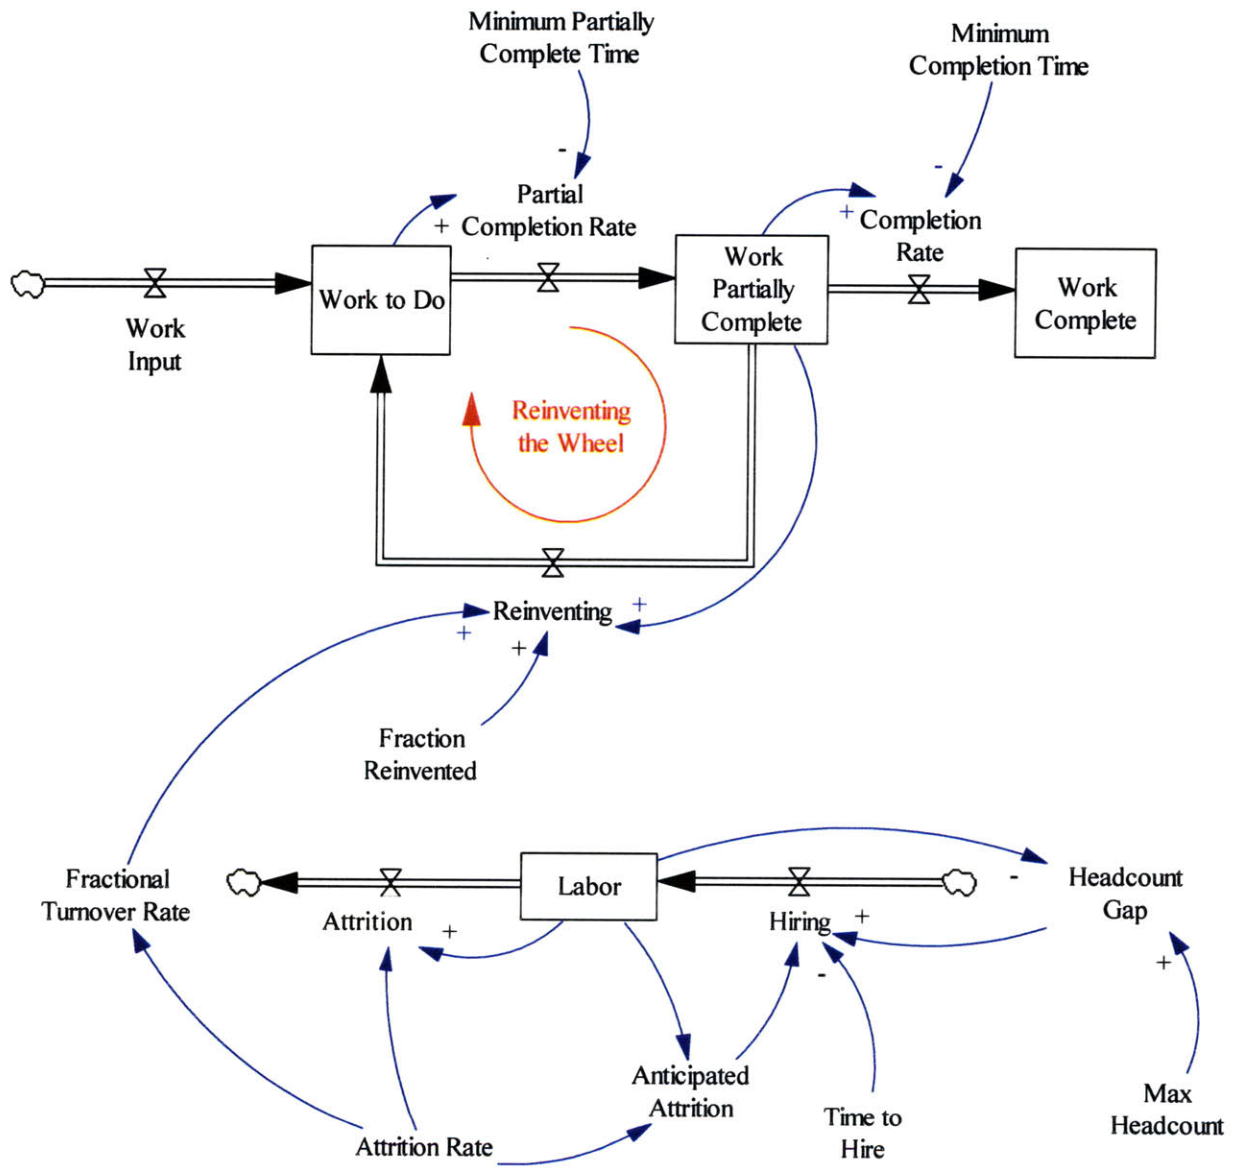 Minimum Partially
Complete Time
Minimum
Completion Time
-
-
Partial
Completion Rate
+
+
Completion
Rate
Work to Do
Work
Partially
Complete
Work
Complete
Work
Input
Reinventing
the Wheel
Reinventing
+
+
+
Fraction
Reinvented
Fractional
Turnover Rate
Labor
-
Headcount
Gap
Attrition
+
Hiring
+
-
+
Anticipated
Attrition
Time to
Hire
Max
Headcount
Attrition Rate